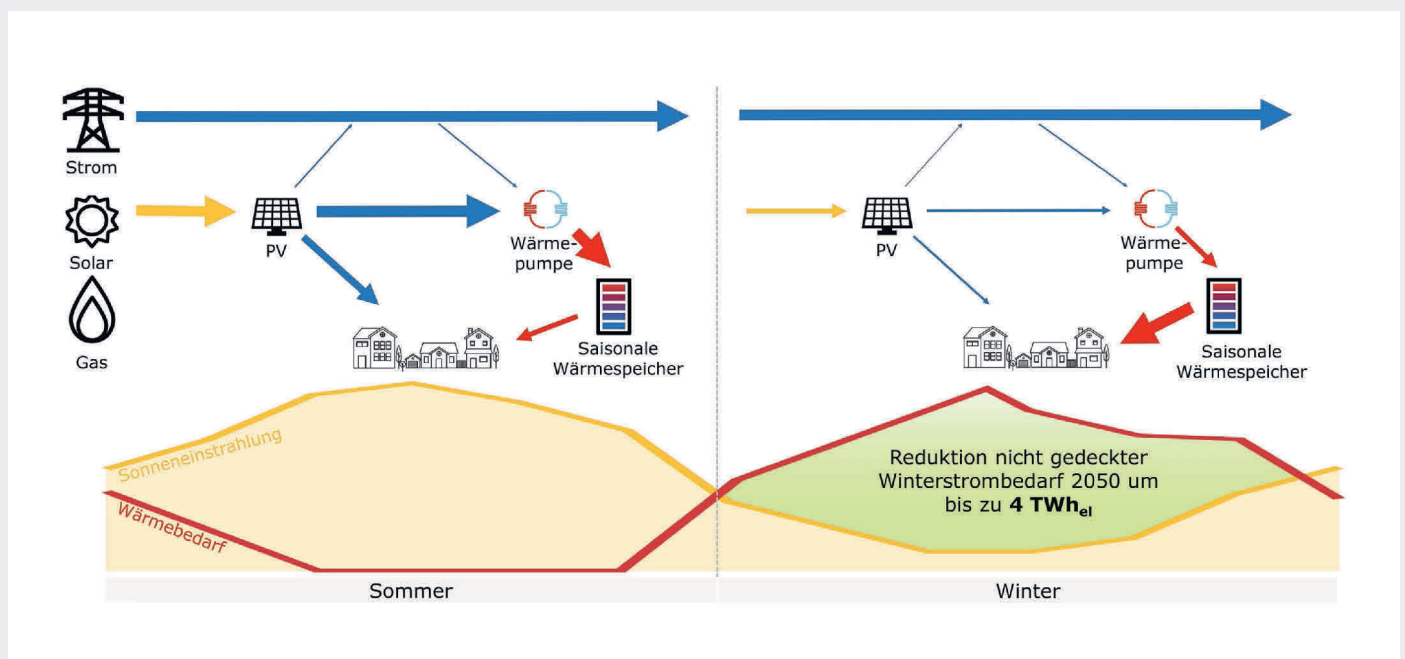 Strom
Solar
Gas
PV
Wärme-
pumpe
Saisonale
Wärmespeicher
PV
Wärme-
pumpe
Saisonale
Wärmespeicher
Sonneneinstrahlung
Wärmebedarf
Reduktion nicht gedeckter
Winterstrombedarf 2050 um
bis zu 4 TWhel
Sommer
Winter